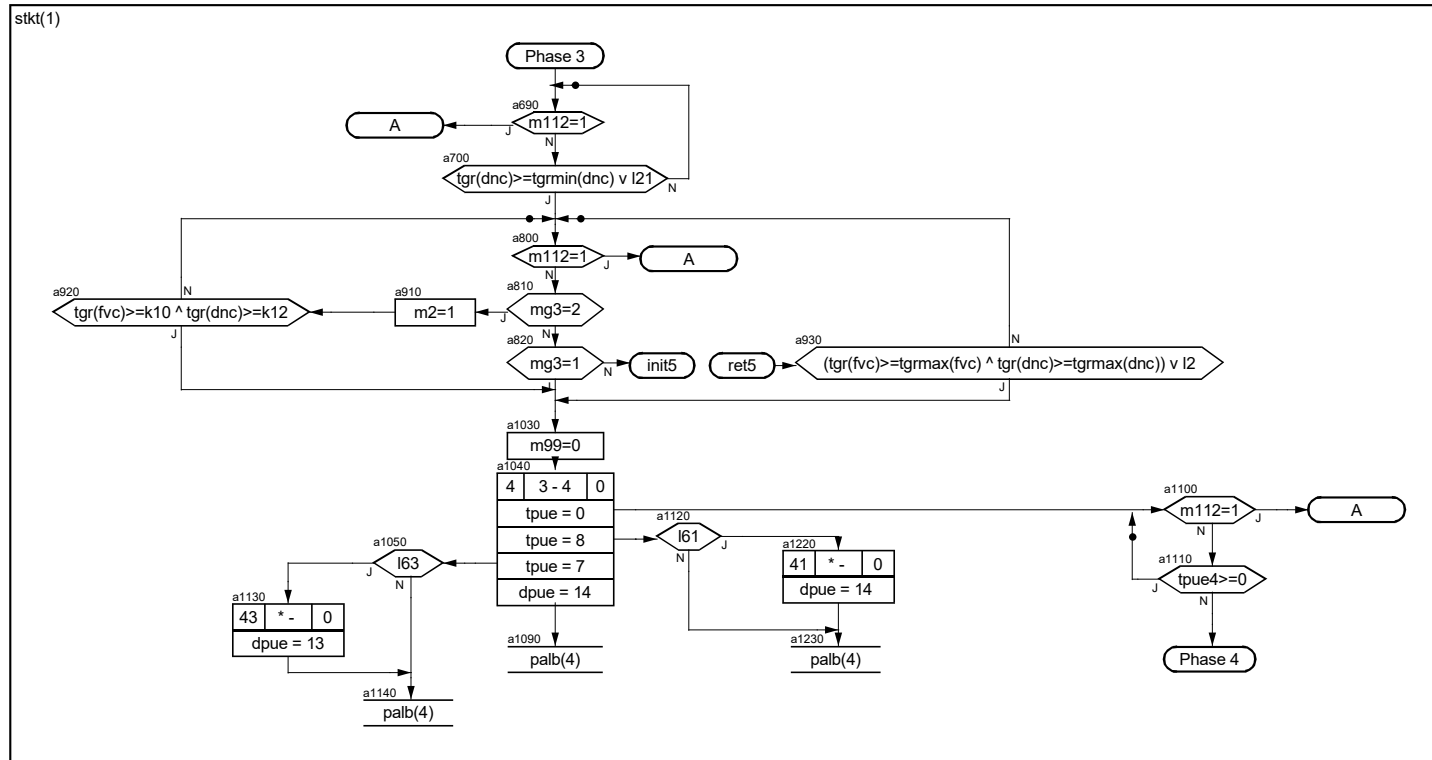 stkt(1)
Phase 3
a690
m112=1
J
N
A
a700
tgr(dnc)>=tgrmin(dnc) v l21
N
J
a800
m112=1
J
N
A
a920
tgr(fvc)>=k10 ^ tgr(dnc)>=k12
N
J
a910
m2=1
a810
mg3=2
J
N
a820
mg3=1
N
J
init5
ret5
a930
(tgr(fvc)>=tgrmax(fvc) ^ tgr(dnc)>=tgrmax(dnc)) v l2
N
J
a1030
m99=0
a1040
4 3 - 4 0
tpue = 0
tpue = 8
tpue = 7
dpue = 14
a1100
m112=1
J
N
A
a1120
l61
J
N
a1050
l63
J
N
a1220
41 * - 0
dpue = 14
a1110
tpue4>=0
J
N
a1130
43 * - 0
dpue = 13
a1090
palb(4)
a1230
palb(4)
Phase 4
a1140
palb(4)